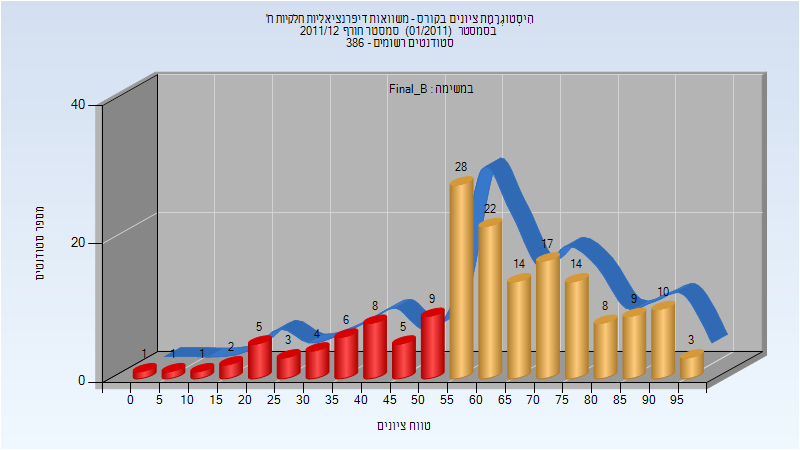 הִיסְטוֹגְרָמַת ציונים בקורס - משוואות דיפרנציאליות חלקיות ח'
בסמסטר (01/2011) סמסטר חורף 2011/12
סטודנטים רשומים - 386
במשימה : Final_B
מספר סטודנטים
40
20
0
1 1 1 2 5 3 4 6 8 5 9 28 22 14 17 14 8 9 10 3
0 5 10 15 20 25 30 35 40 45 50 55 60 65 70 75 80 85 90 95
טווח ציונים